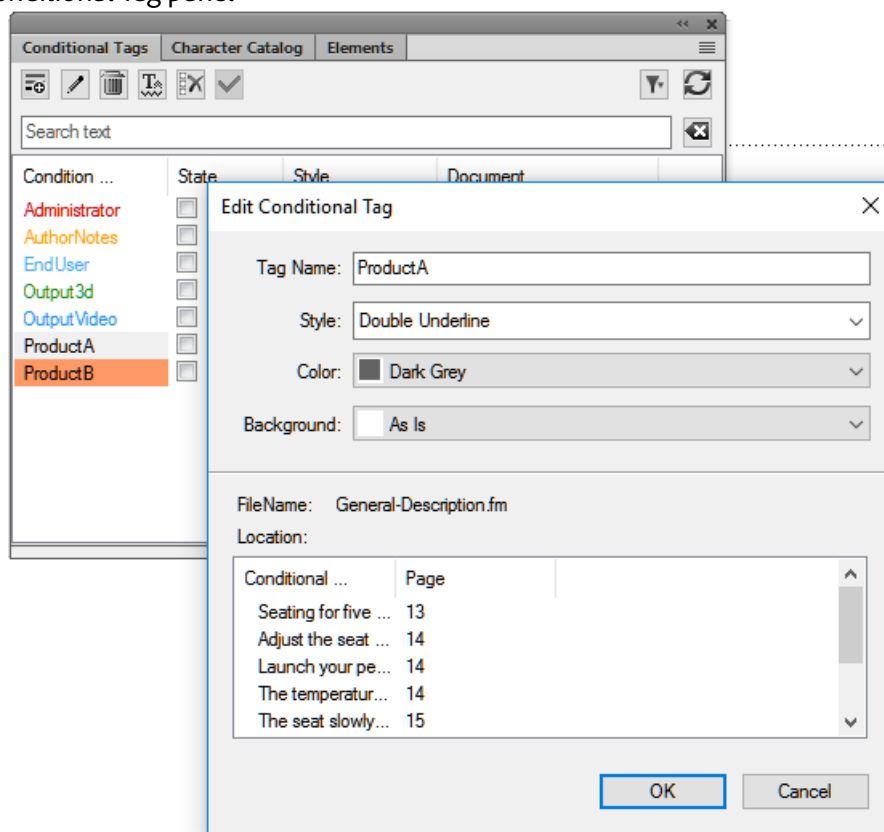 Conditional Tags Character Catalog Elements
Search text
Condition ... State Style Document
Administrator
AuthorNotes
EndUser
Output3d
OutputVideo
ProductA
ProductB
Edit Conditional Tag
Tag Name: ProductA
Style: Double Underline
Color: Dark Grey
Background: As Is
FileName: General-Description.fm
Location:
Conditional ... Page
Seating for five ... 13
Adjust the seat ... 14
Launch your pe... 14
The temperatur... 14
The seat slowly... 15
OK Cancel